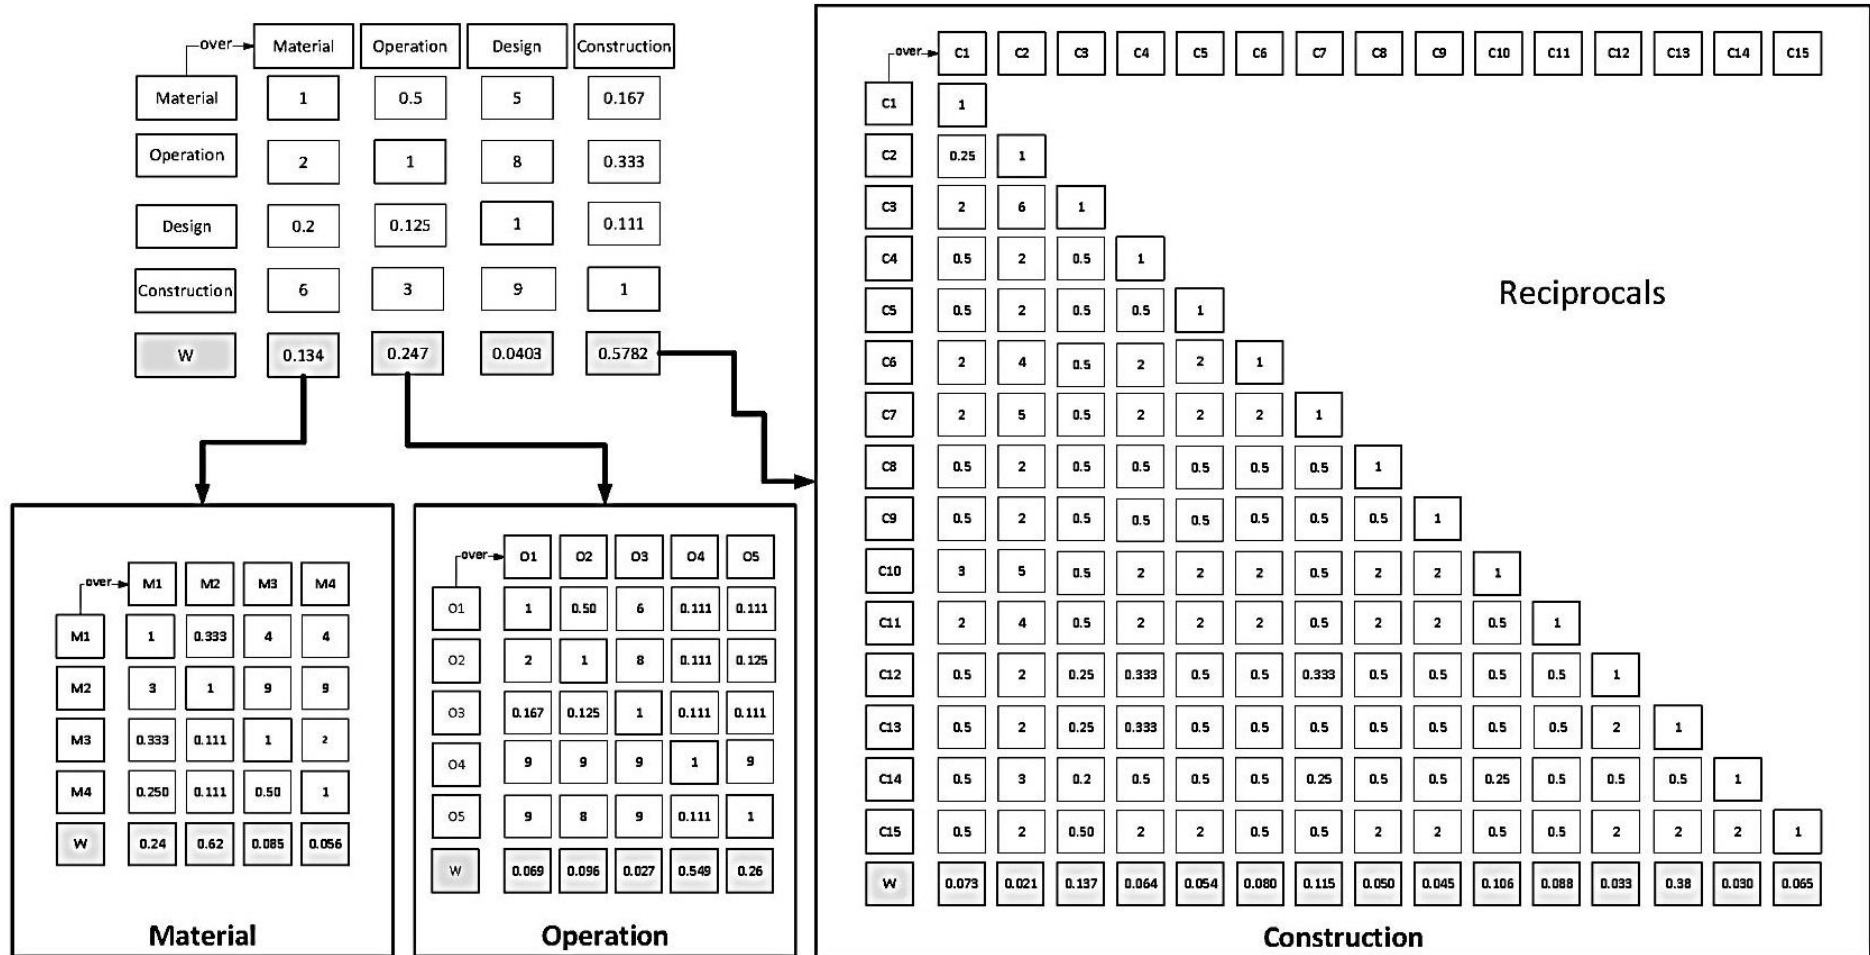 over Material Operation Design Construction
Material 1 0.5 5 0.167
Operation 2 1 8 0.333
Design 0.2 0.125 1 0.111
Construction 6 3 9 1
W 0.134 0.247 0.0403 0.5782
over M1 M2 M3 M4
M1 1 0.333 4 4
M2 3 1 9 9
M3 0.333 0.111 1 2
M4 0.250 0.111 0.50 1
W 0.24 0.62 0.085 0.056
Material
over O1 O2 O3 O4 O5
O1 1 0.50 6 0.111 0.111
O2 2 1 8 0.111 0.125
O3 0.167 0.125 1 0.111 0.111
O4 9 9 9 1 9
O5 9 8 9 0.111 1
W 0.069 0.096 0.027 0.549 0.26
Operation
over C1 C2 C3 C4 C5 C6 C7 C8 C9 C10 C11 C12 C13 C14 C15
C1 1
C2 0.25 1
C3 2 6 1
C4 0.5 2 0.5 1
Reciprocals
C5 0.5 2 0.5 0.5 1
C6 2 4 0.5 2 2 1
C7 2 5 0.5 2 2 2 1
C8 0.5 2 0.5 0.5 0.5 0.5 0.5 1
C9 0.5 2 0.5 0.5 0.5 0.5 0.5 0.5 1
C10 3 5 0.5 2 2 2 0.5 2 2 1
C11 2 4 0.5 2 2 2 0.5 2 2 0.5 1
C12 0.5 2 0.25 0.333 0.5 0.5 0.333 0.5 0.5 0.5 0.5 1
C13 0.5 2 0.25 0.333 0.5 0.5 0.5 0.5 0.5 0.5 0.5 2 1
C14 0.5 3 0.2 0.5 0.5 0.5 0.25 0.5 0.5 0.25 0.5 0.5 0.5 1
C15 0.5 2 0.50 2 2 0.5 0.5 2 2 0.5 0.5 2 2 2 1
W 0.073 0.021 0.137 0.064 0.054 0.080 0.115 0.050 0.045 0.106 0.088 0.033 0.38 0.030 0.065
Construction